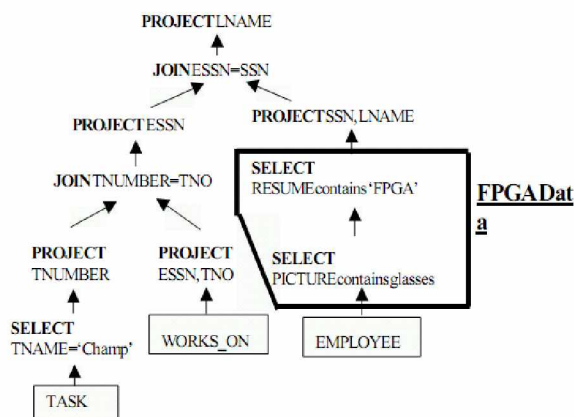 PROJECTLNAME
JOINESSN=SSN
PROJECTESSN
PROJECTSSN,LNAME
SELECT
RESUMEcontains‘FPGA’
FPGADat
a
JOINTNUMBER=TNO
PROJECT
TNUMBER
PROJECT
ESSN,TNO
SELECT
PICTUREcontainsglasses
SELECT
TNAME=‘Champ’
WORKS_ON
EMPLOYEE
TASK